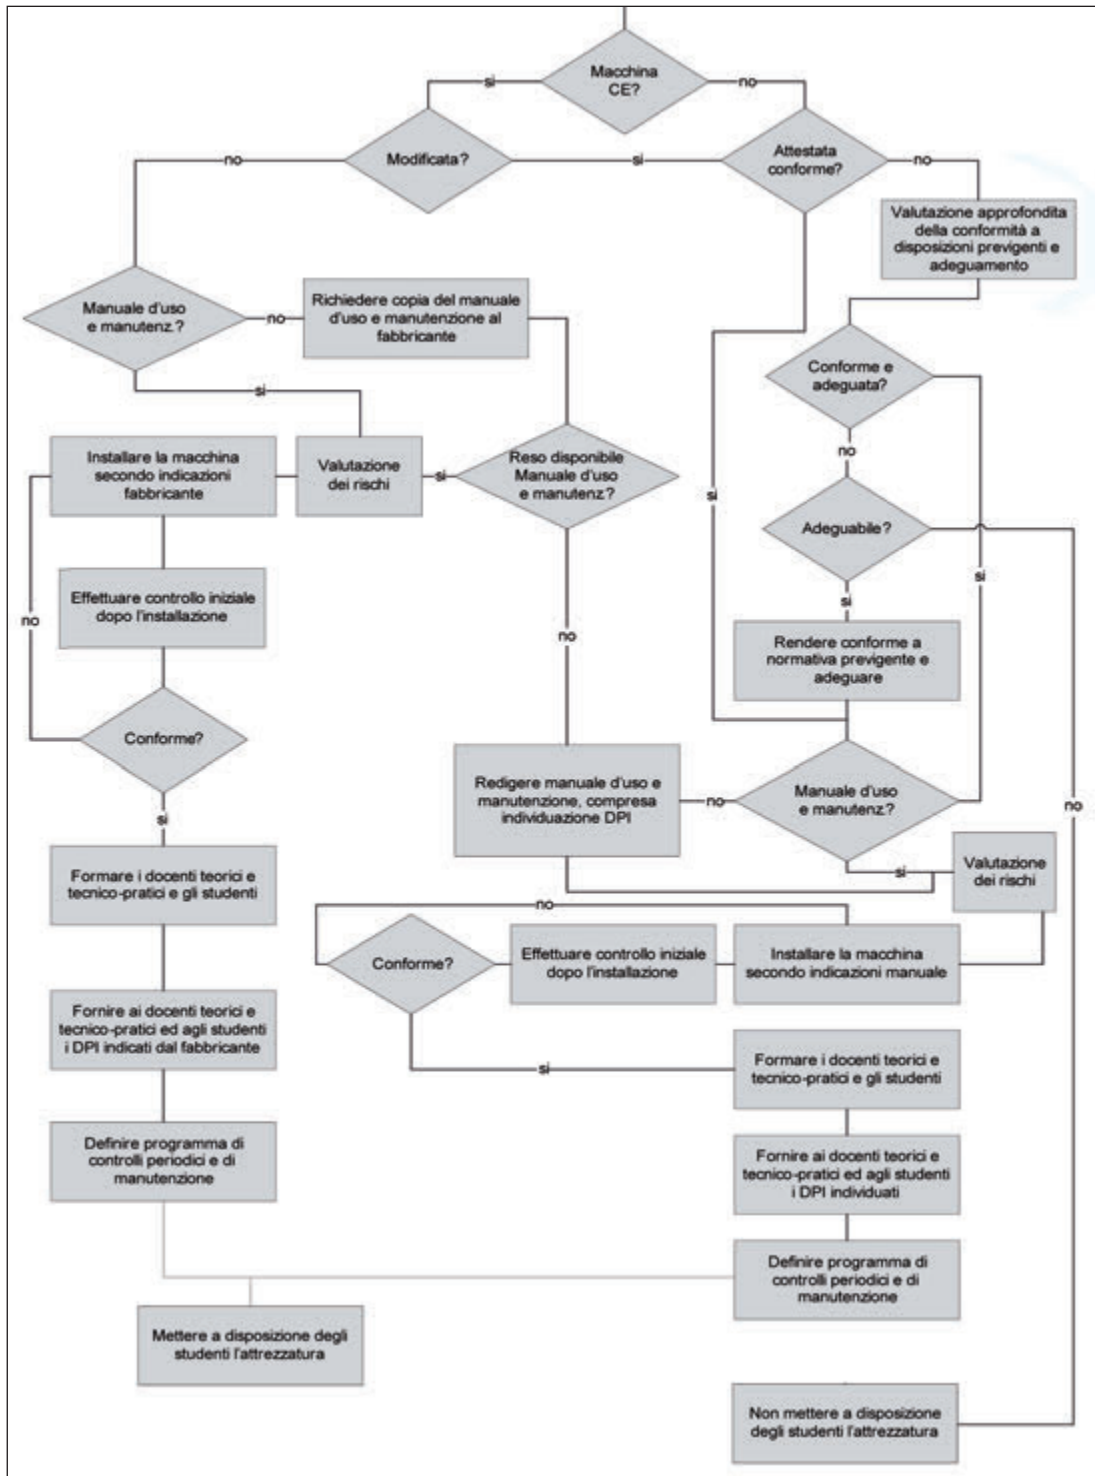 Macchina
CE?
si
no
Modificata?
no
si
Attestata
conforme?
no
Valutazione approfondita
della conformità a
disposizioni previgenti e
adeguamento
Manuale d'uso
e manutenz.?
no
Richiedere copia del manuale
d'uso e manutenzione al
fabbricante
Conforme e
adeguata?
si
Installare la macchina
secondo indicazioni
fabbricante
Valutazione
dei rischi
si
Reso disponibile
Manuale d'uso
e manutenz.?
no
si
Adeguabile?
Effettuare controllo iniziale
dopo l'installazione
no
no
si
si
Rendere conforme a
normativa previgente e
adeguare
Conforme?
Redigere manuale d'uso e
manutenzione, compresa
individuazione DPI
no
Manuale d'uso
e manutenz.?
no
si
Valutazione
dei rischi
si
Formare i docenti teorici e
tecnico-pratici e gli studenti
no
Conforme?
Effettuare controllo iniziale
dopo l'installazione
Installare la macchina
secondo indicazioni manuale
Fornire ai docenti teorici e
tecnico-pratici ed agli studenti
i DPI indicati dal fabbricante
si
Formare i docenti teorici e
tecnico-pratici e gli studenti
Definire programma di
controlli periodici e di
manutenzione
Fornire ai docenti teorici e
tecnico-pratici ed agli studenti
i DPI individuati
Definire programma di
controlli periodici e di
manutenzione
Mettere a disposizione degli
studenti l'attrezzatura
Non mettere a disposizione
degli studenti l'attrezzatura